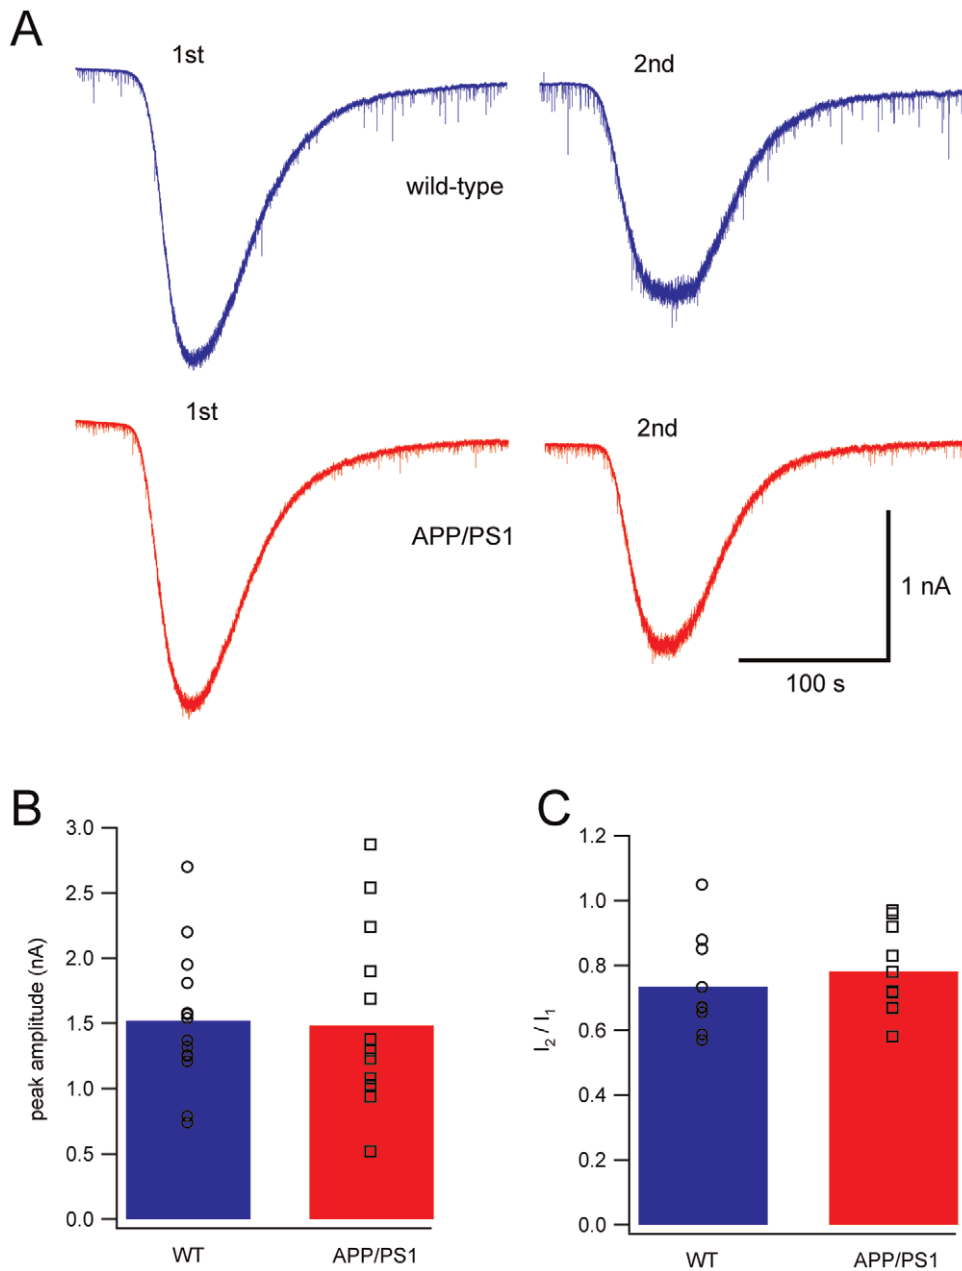 A
1st
2nd
wild-type
1st
2nd
APP/PS1
1 nA
100 s
B
3.0
2.5
2.0
1.5
1.0
0.5
0.0
peak amplitude (nA)
WT
APP/PS1
C
1.2
1.0
0.8
0.6
0.4
0.2
0.0
I₂ / I₁
WT
APP/PS1